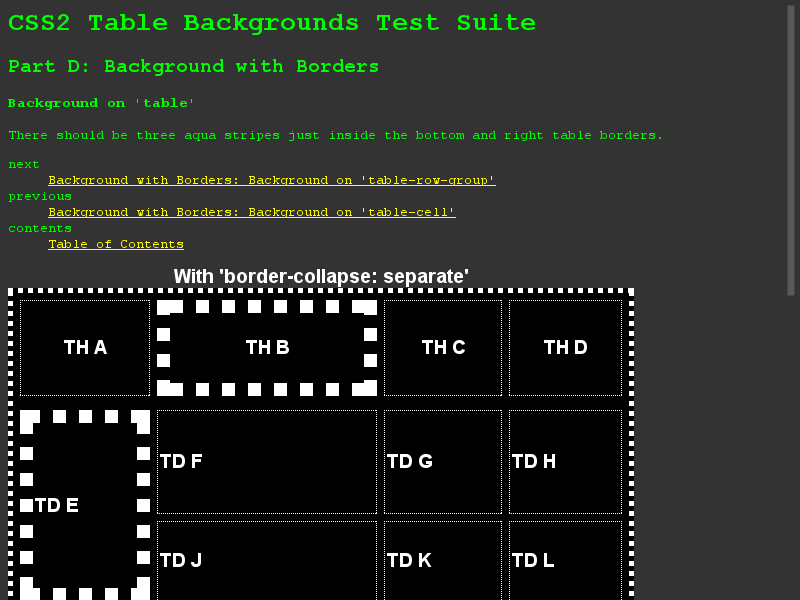 CSS2 Table Backgrounds Test Suite
Part D: Background with Borders
Background on 'table'
There should be three aqua stripes just inside the bottom and right table borders.
next
Background with Borders: Background on 'table-row-group'
previous
Background with Borders: Background on 'table-cell'
contents
Table of Contents
With 'border-collapse: separate'
TH A TH B TH C TH D
TD E
TD F TD G TD H
TD J TD K TD L